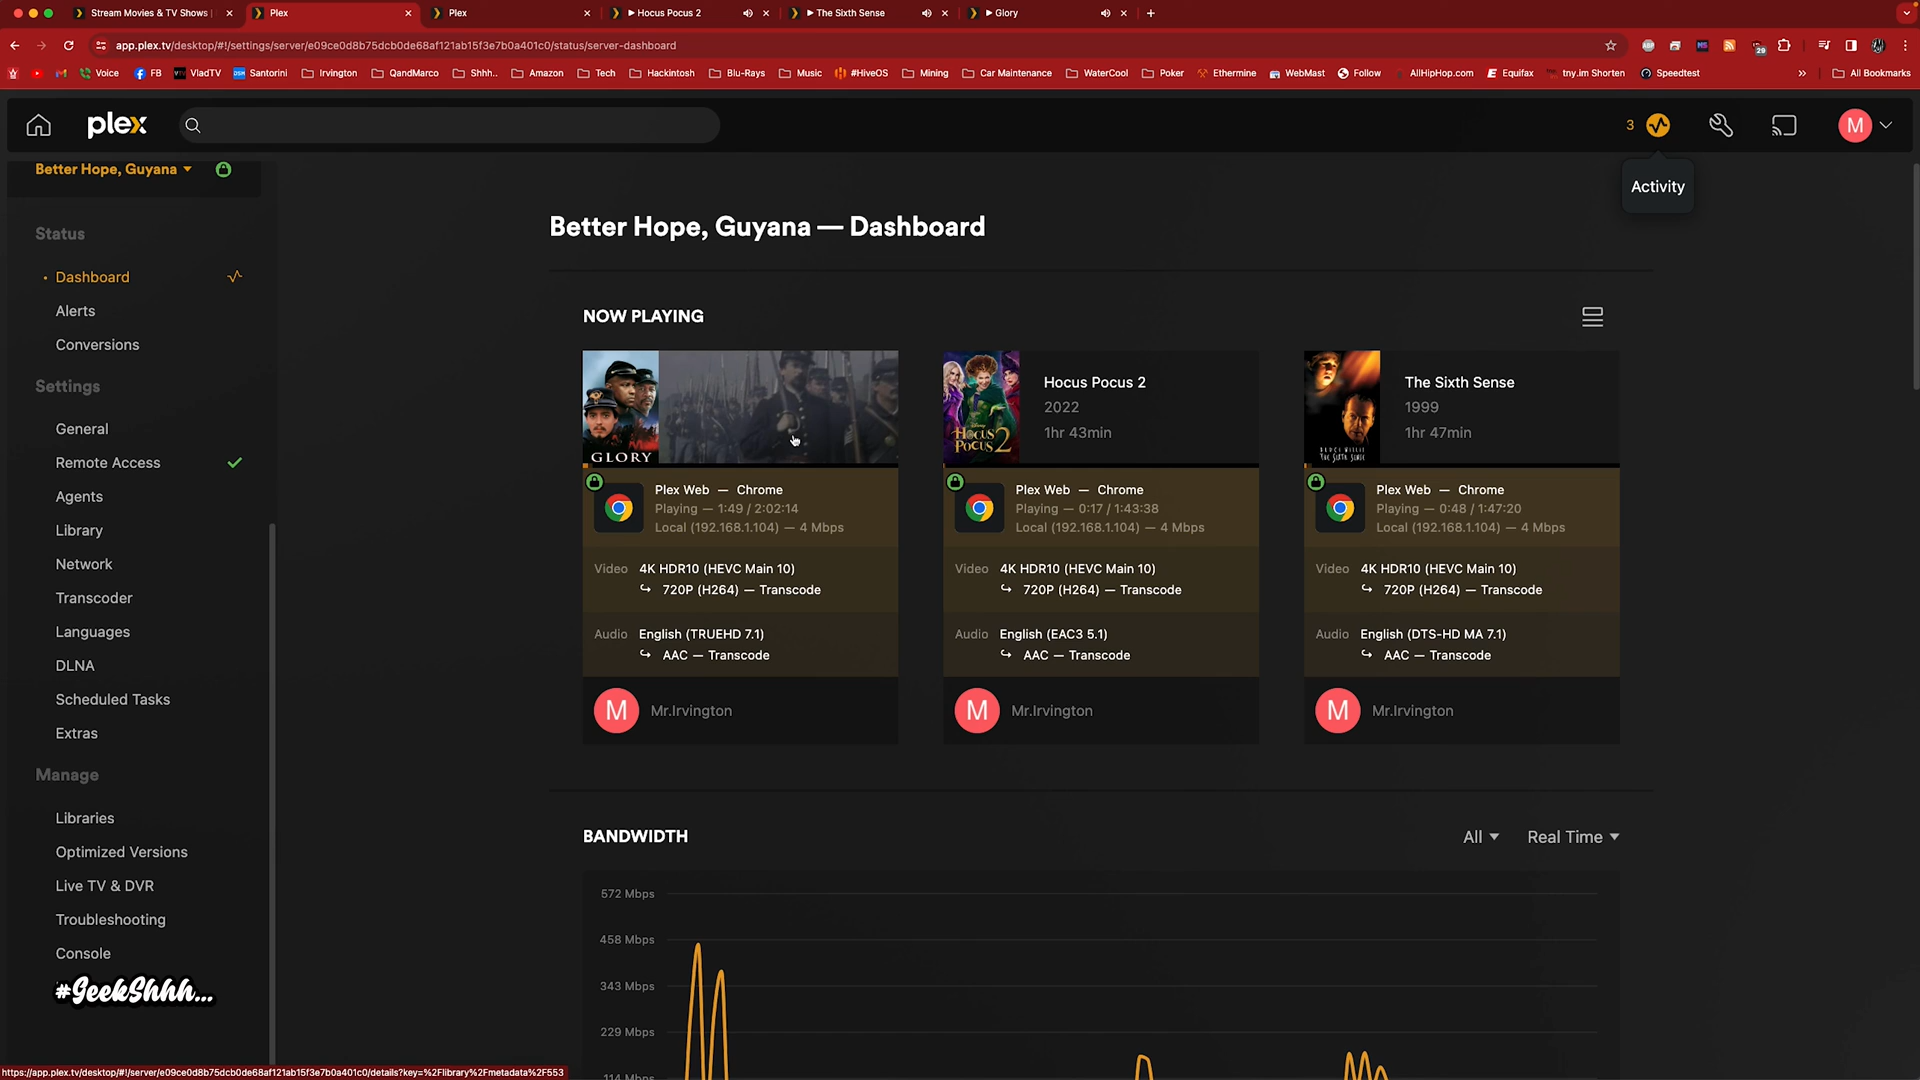 Stream Movies & TV Shows
Plex
Plex
Hocus Pocus 2
The Sixth Sense
Glory
app.plex.tv/desktop/#!/settings/server/e09ce0d8b75dcb0de68af121ab15f3e7b0a401c0/status/server-dashboard
29
Voice
FB
VladTV
Santorini
Irvington
QandMarco
Shhh..
Amazon
Tech
Hackintosh
Blu-Rays
Music
#HiveOS
Mining
Car Maintenance
WaterCool
Poker
Ethermine
WebMast
Follow
AllHipHop.com
Equifax
tny.im Shorten
Speedtest
All Bookmarks
plex
3
M
Activity
Better Hope, Guyana
Status
Dashboard
Alerts
Conversions
Settings
General
Remote Access
Agents
Library
Network
Transcoder
Languages
DLNA
Scheduled Tasks
Extras
Manage
Libraries
Optimized Versions
Live TV & DVR
Troubleshooting
Console
#GeekShhh...
Better Hope, Guyana — Dashboard
NOW PLAYING
GLORY
Plex Web — Chrome
Playing — 1:49 / 2:02:14
Local (192.168.1.104) — 4 Mbps
Video 4K HDR10 (HEVC Main 10)
720P (H264) — Transcode
Audio English (TRUEHD 7.1)
AAC — Transcode
M Mr.Irvington
HOCUS POCUS 2
Hocus Pocus 2
2022
1hr 43min
Plex Web — Chrome
Playing — 0:17 / 1:43:38
Local (192.168.1.104) — 4 Mbps
Video 4K HDR10 (HEVC Main 10)
720P (H264) — Transcode
Audio English (EAC3 5.1)
AAC — Transcode
M Mr.Irvington
BRUCE WILLIS
THE SIXTH SENSE
The Sixth Sense
1999
1hr 47min
Plex Web — Chrome
Playing — 0:48 / 1:47:20
Local (192.168.1.104) — 4 Mbps
Video 4K HDR10 (HEVC Main 10)
720P (H264) — Transcode
Audio English (DTS-HD MA 7.1)
AAC — Transcode
M Mr.Irvington
BANDWIDTH
All
Real Time
572 Mbps
458 Mbps
343 Mbps
229 Mbps
114 Mbps
https://app.plex.tv/desktop/#!/server/e09ce0d8b75dcb0de68af121ab15f3e7b0a401c0/details?key=%2Flibrary%2Fmetadata%2F553